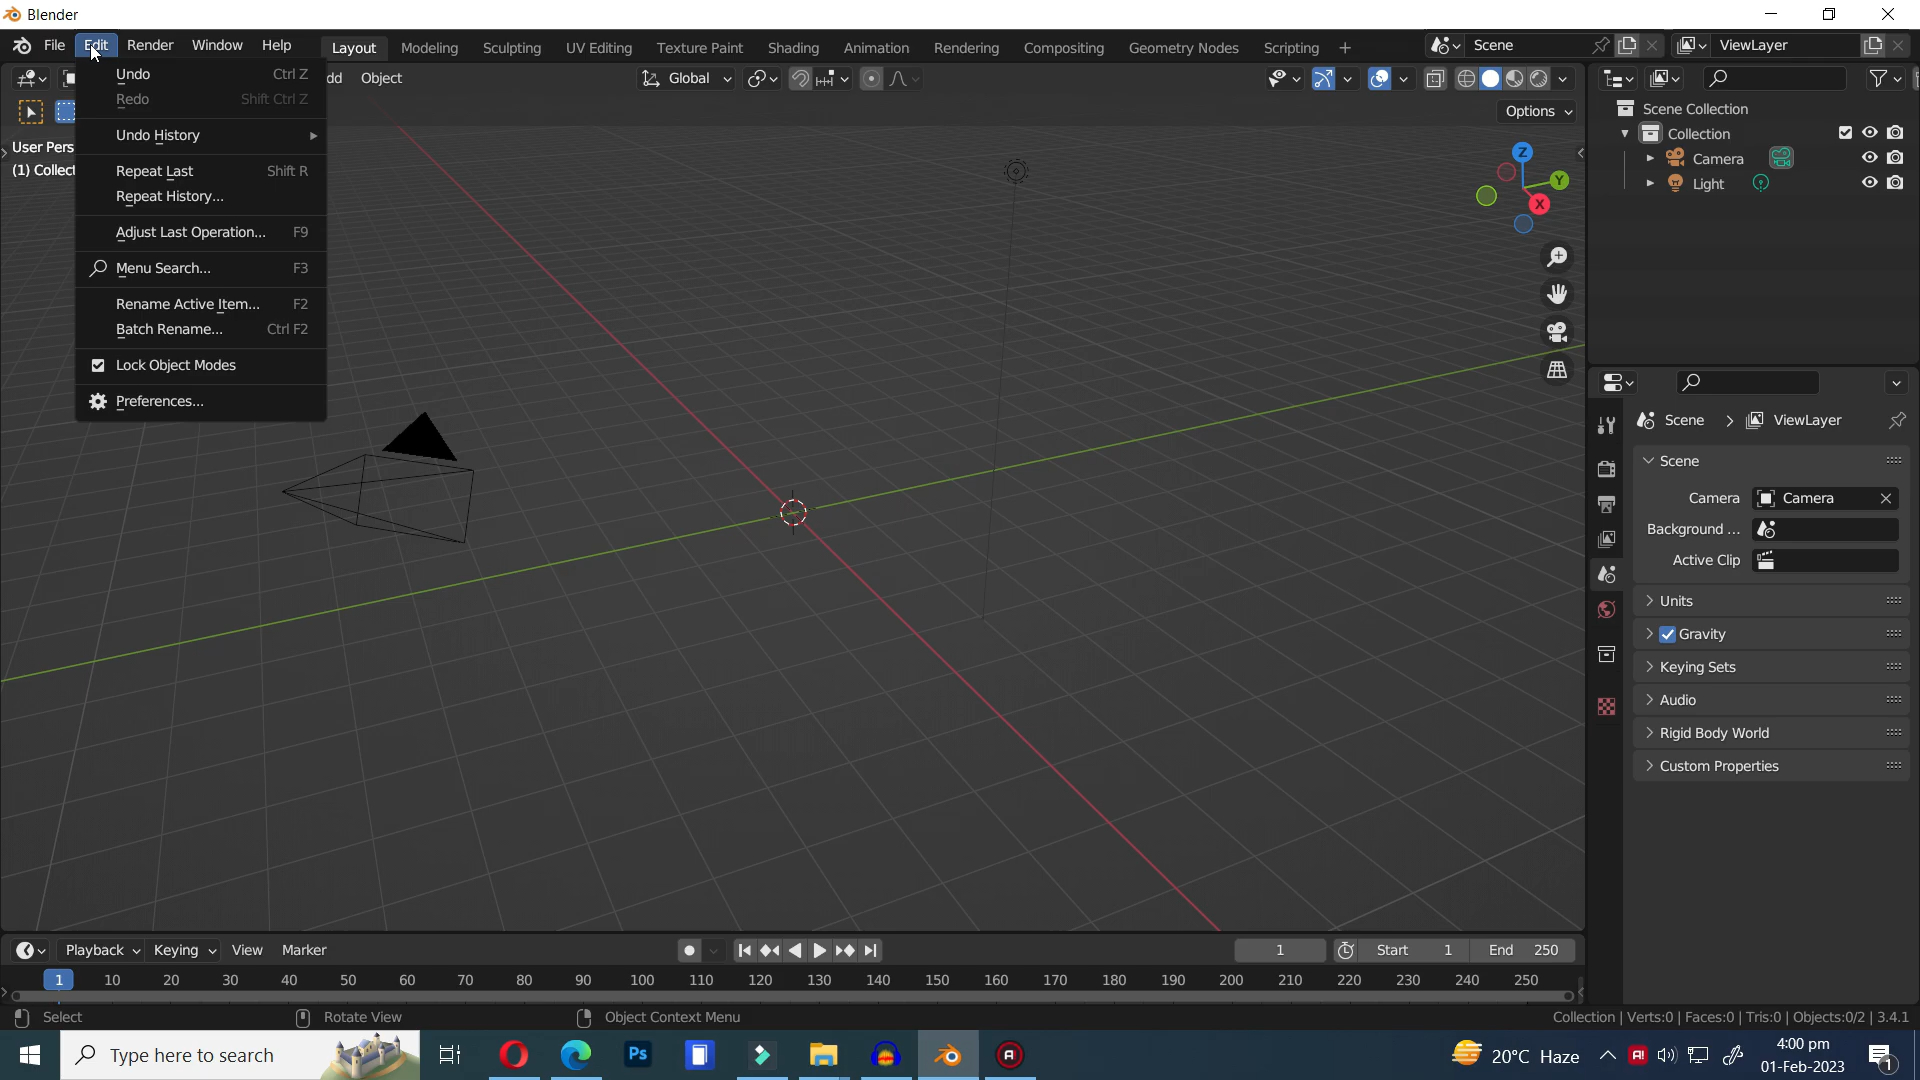 Blender
File Edit Render Window Help Layout Modeling Sculpting UV Editing Texture Paint Shading Animation Rendering Compositing Geometry Nodes Scripting + Scene ViewLayer
Undo Ctrl Z
Redo Shift Ctrl Z
Undo History
Repeat Last Shift R
Repeat History...
Adjust Last Operation... F9
Menu Search... F3
Rename Active Item... F2
Batch Rename... Ctrl F2
Lock Object Modes
Preferences...
dd Object Global
Options
User Pers
(1) Collect
Z
Y
X
Scene Collection
Collection
Camera
Light
Scene > ViewLayer
Scene
Camera Camera
Background ...
Active Clip
Units
Gravity
Keying Sets
Audio
Rigid Body World
Custom Properties
Playback Keying View Marker 1 Start 1 End 250
1 10 20 30 40 50 60 70 80 90 100 110 120 130 140 150 160 170 180 190 200 210 220 230 240 250
Select Rotate View Object Context Menu Collection | Verts:0 | Faces:0 | Tris:0 | Objects:0/2 | 3.4.1
Type here to search Ps 20°C Haze 4:00 pm
01-Feb-2023
1